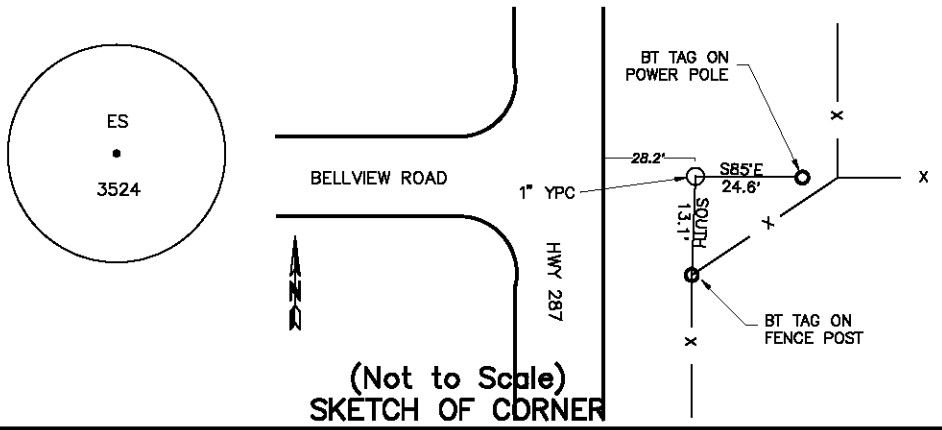 ES
3524
BELLVIEW ROAD
N
HWY 287
28.2'
1" YPC
S85°E
24.6'
SOUTH
13.1'
BT TAG ON
POWER POLE
X
X
X
X
BT TAG ON
FENCE POST
(Not to Scale)
SKETCH OF CORNER